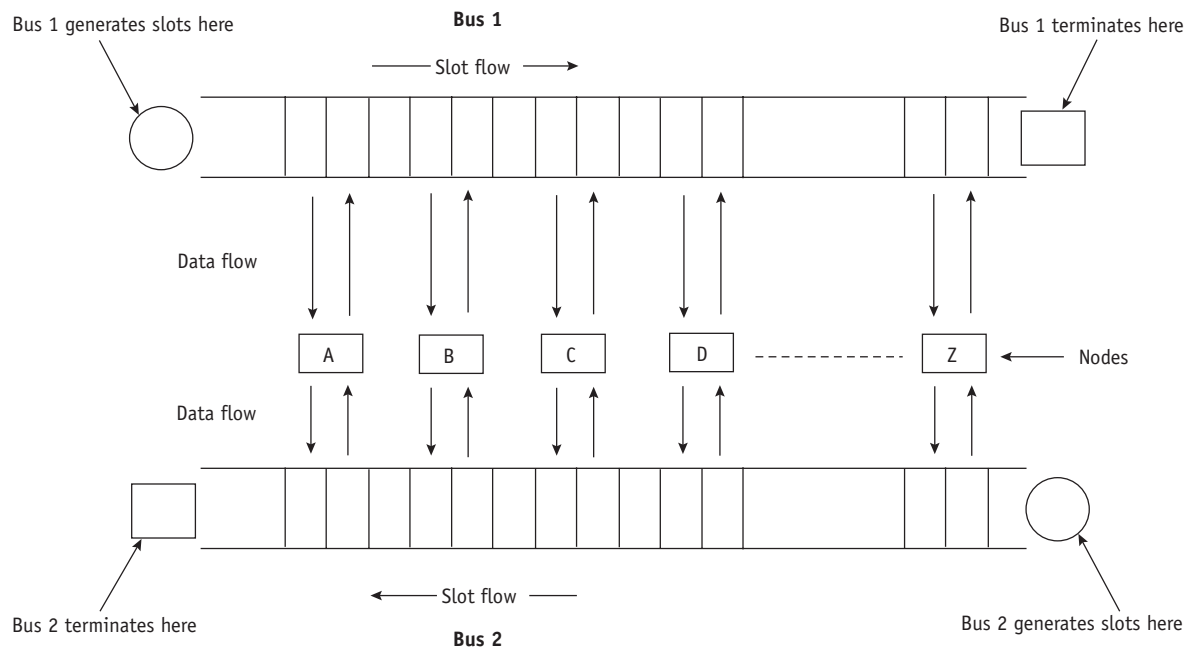 Bus 1
Bus 1 generates slots here
Bus 1 terminates here
Slot flow
Data flow
A
B
C
D
Z
Nodes
Data flow
Slot flow
Bus 2 terminates here
Bus 2 generates slots here
Bus 2